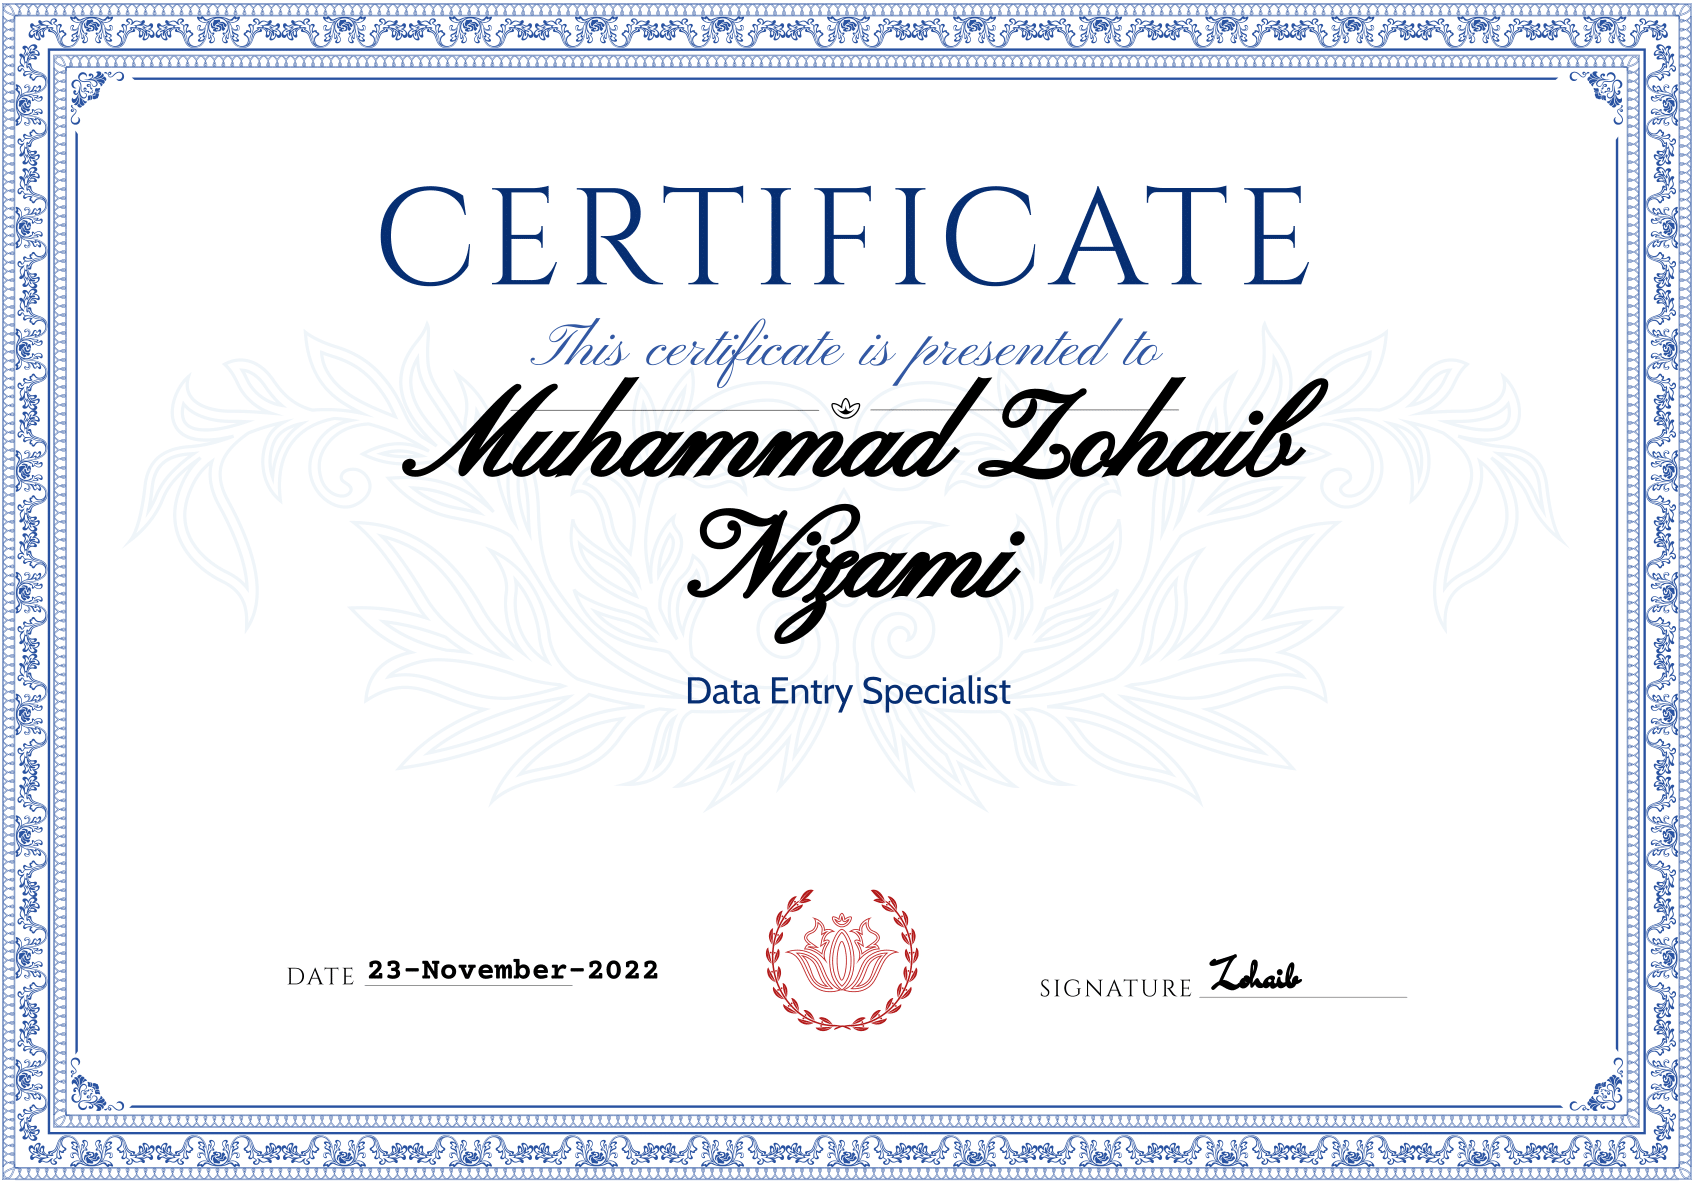 CERTIFICATE
This certificate is presented to
Muhammad Zohaib
Nizami
Data Entry Specialist
DATE 23-November-2022
SIGNATURE Zohaib